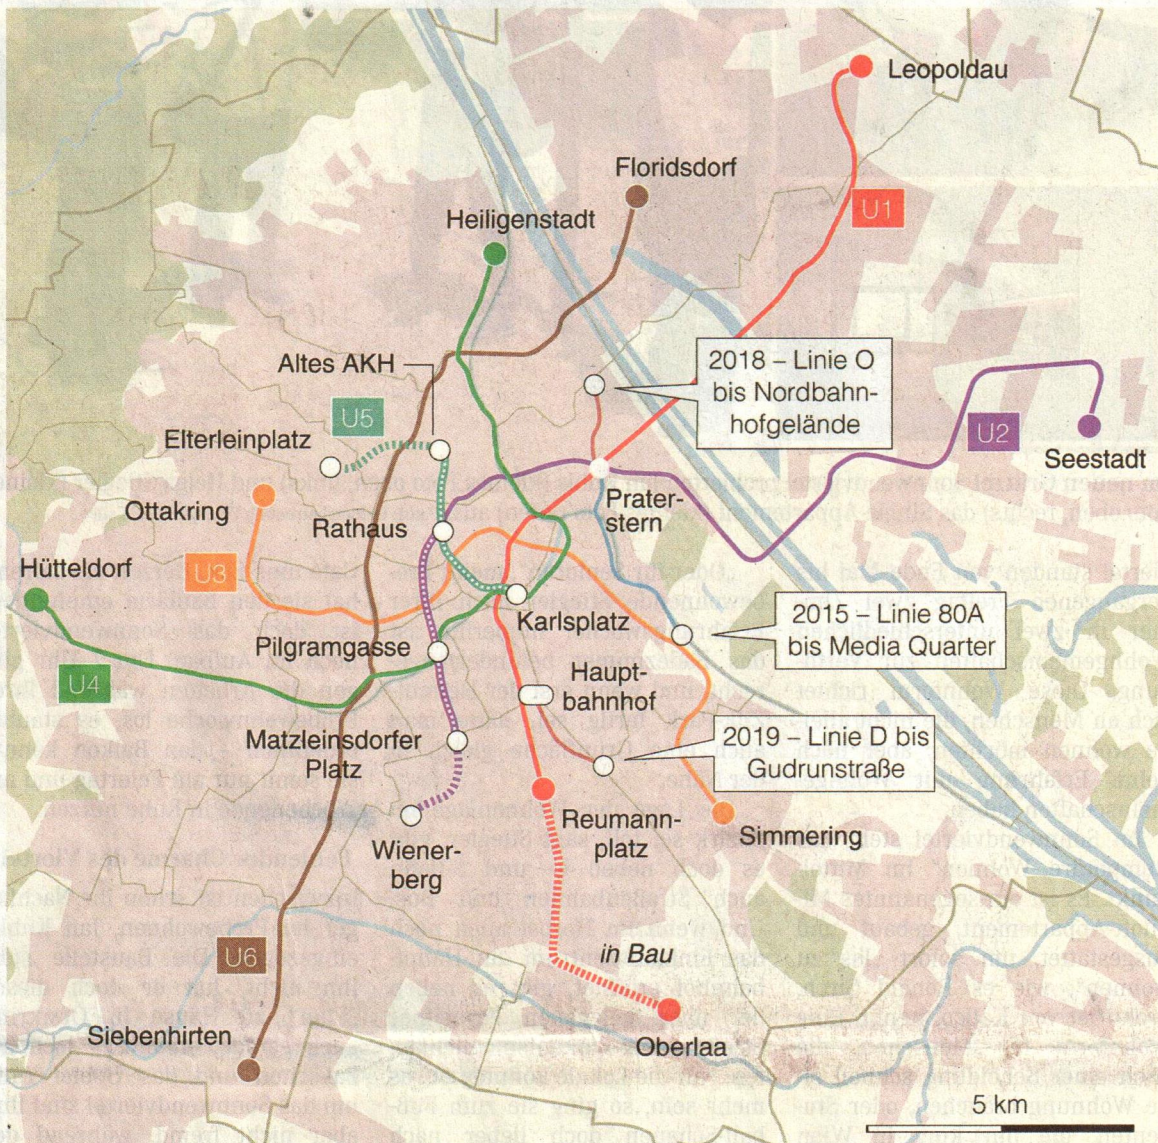 Leopoldau
Floridsdorf
U1
Heiligenstadt
2018 – Linie O
bis Nordbahn-
hofgelände
Altes AKH
U5
U2
Elterleinplatz
Seestadt
Ottakring
Prater-
stern
Rathaus
U3
Hütteldorf
2015 - Linie 80A
bis Media Quarter
Karlsplatz
Pilgramgasse
U4
Haupt-
bahnhof
Matzleinsdorfer
Platz
2019 – Linie D bis
Gudrunstraße
Reumann-
platz
Simmering
Wiener-
berg
U6
in Bau
Siebenhirten
Oberlaa
5 km